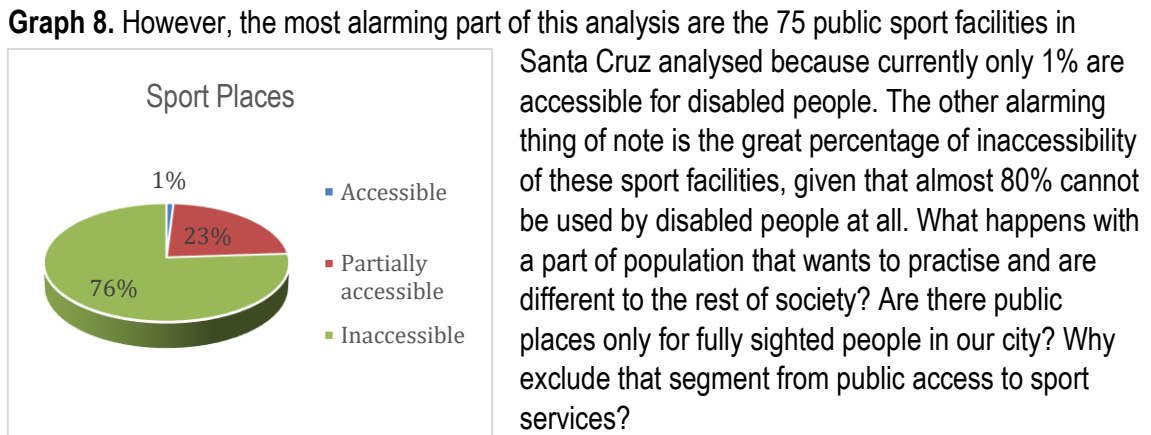 Graph 8. However, the most alarming part of this analysis are the 75 public sport facilities in
Santa Cruz analysed because currently only 1% are
accessible for disabled people. The other alarming
thing of note is the great percentage of inaccessibility
of these sport facilities, given that almost 80% cannot
be used by disabled people at all. What happens with
a part of population that wants to practise and are
different to the rest of society? Are there public
places only for fully sighted people in our city? Why
exclude that segment from public access to sport
services?
Sport Places
1%
23%
76%
Accessible
Partially
accessible
Inaccessible